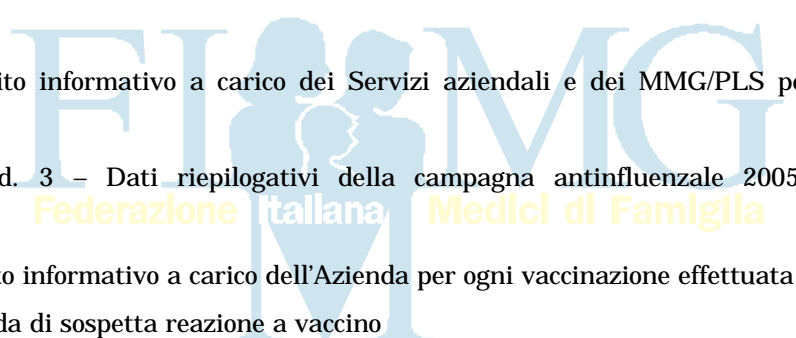 FIMMG
ito informativo a carico dei Servizi aziendali e dei MMG/PLS
d. 3 – Dati riepilogativi della campagna antinfluenzale 2005
Federazione Italiana Medici di Famiglia
to informativo a carico dell'Azienda per ogni vaccinazione effettuata
da di sospetta reazione a vaccino